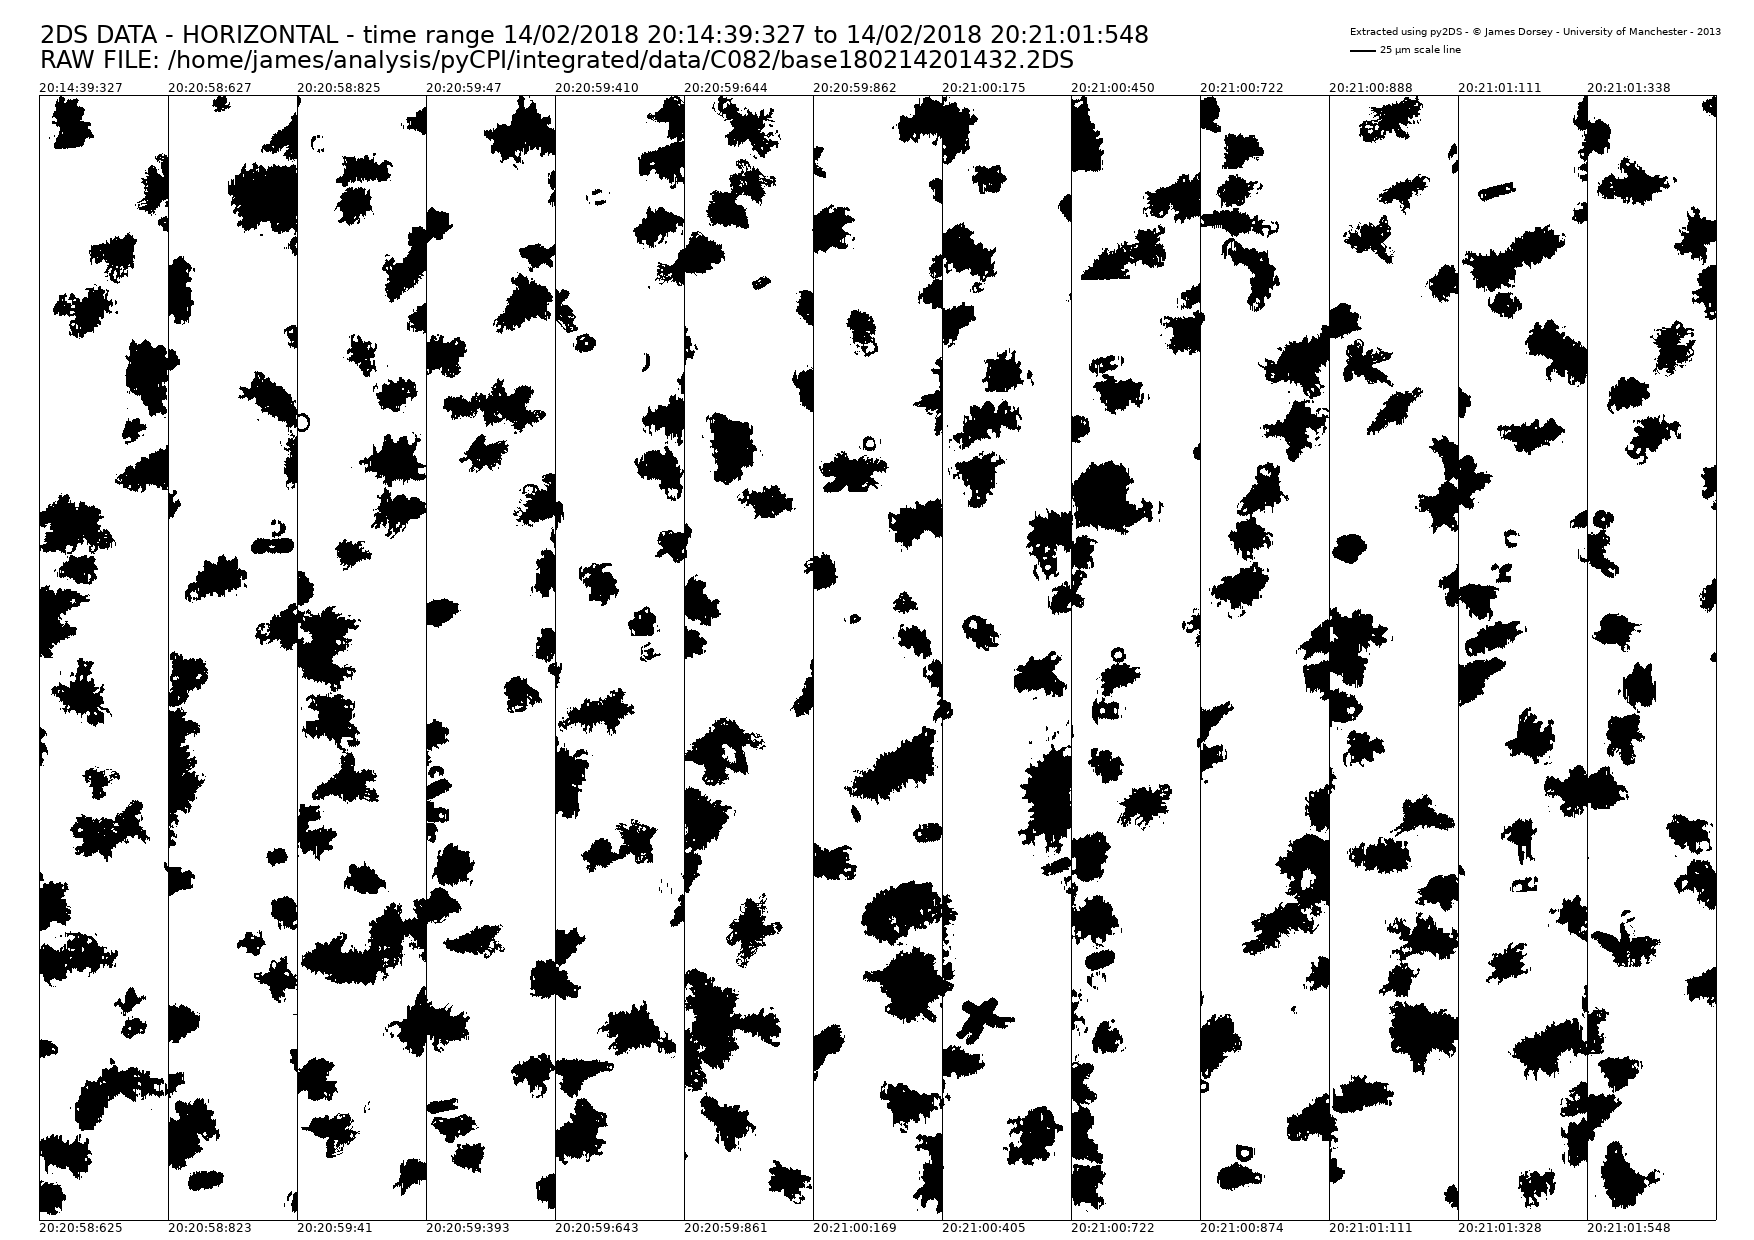 2DS DATA - HORIZONTAL - time range 14/02/2018 20:14:39:327 to 14/02/2018 20:21:01:548
RAW FILE: /home/james/analysis/pyCPI/integrated/data/C082/base180214201432.2DS
Extracted using py2DS - © James Dorsey - University of Manchester - 2013
25 µm scale line
20:14:39:327 20:20:58:627 20:20:58:825 20:20:59:47 20:20:59:410 20:20:59:644 20:20:59:862 20:21:00:175 20:21:00:450 20:21:00:722 20:21:00:888 20:21:01:111 20:21:01:338
20:20:58:625 20:20:58:823 20:20:59:41 20:20:59:393 20:20:59:643 20:20:59:861 20:21:00:169 20:21:00:405 20:21:00:722 20:21:00:874 20:21:01:111 20:21:01:328 20:21:01:548